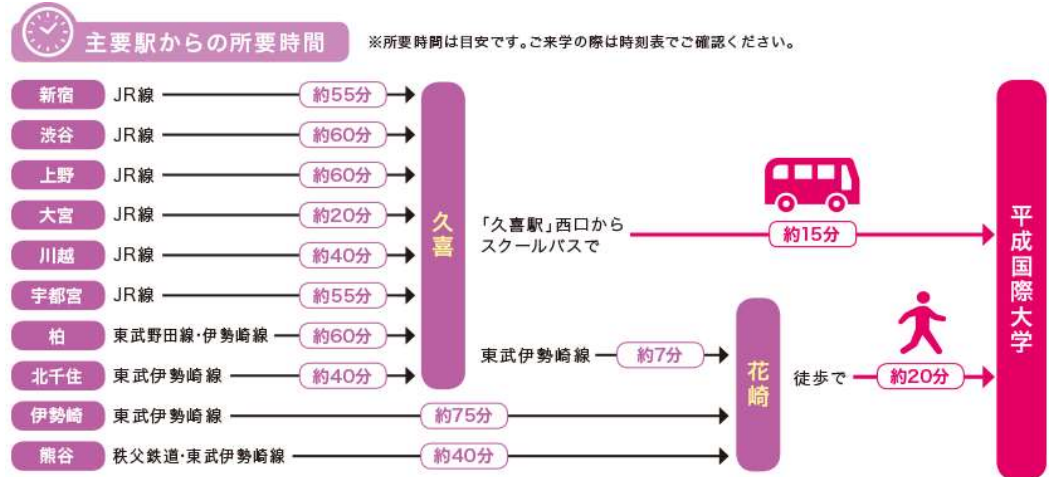 主要駅からの所要時間
※所要時間は目安です。ご来学の際は時刻表でご確認ください。
新宿 JR線 約55分
渋谷 JR線 約60分
上野 JR線 約60分
大宮 JR線 約20分
川越 JR線 約40分
宇都宮 JR線 約55分
柏 東武野田線・伊勢崎線 約60分
北千住 東武伊勢崎線 約40分
伊勢崎 東武伊勢崎線 約75分
熊谷 秩父鉄道・東武伊勢崎線 約40分
久喜
「久喜駅」西口から
スクールバスで
約15分
東武伊勢崎線 約7分
花崎
徒歩で 約20分
平成国際大学